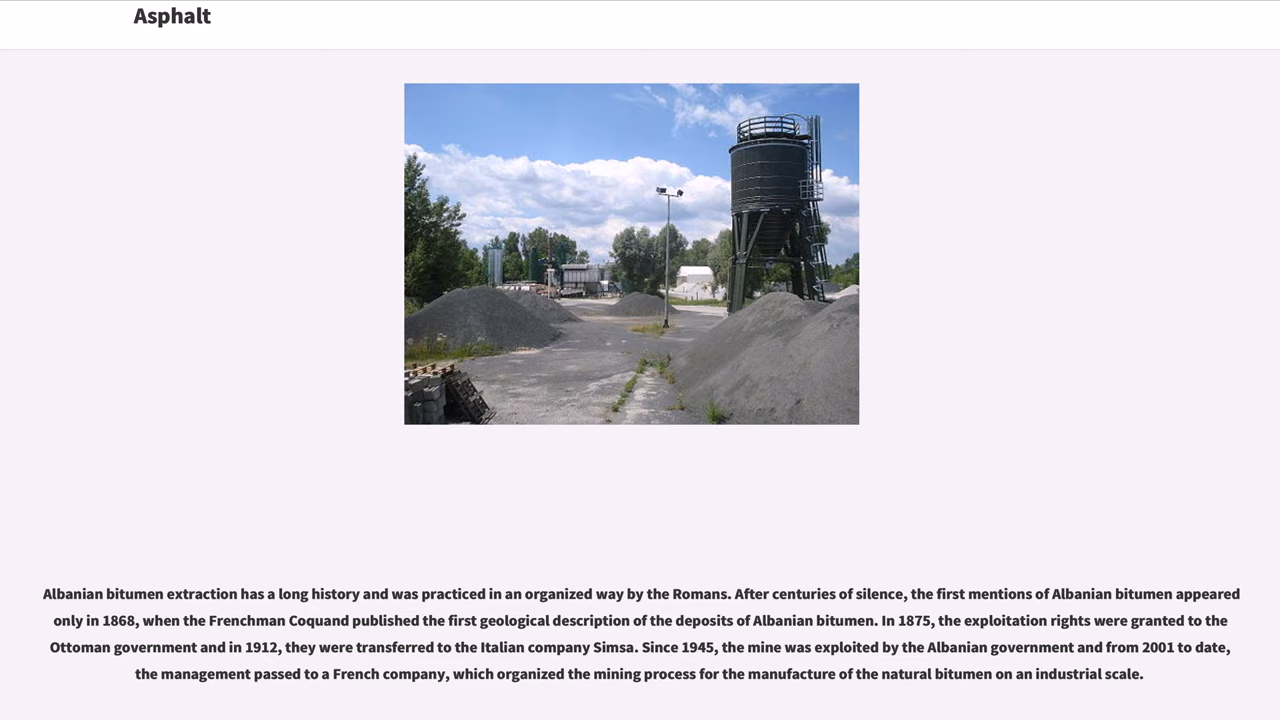 Asphalt
Albanian bitumen extraction has a long history and was practiced in an organized way by the Romans. After centuries of silence, the first mentions of Albanian bitumen appeared
only in 1868, when the Frenchman Coquand published the first geological description of the deposits of Albanian bitumen. In 1875, the exploitation rights were granted to the
Ottoman government and in 1912, they were transferred to the Italian company Simsa. Since 1945, the mine was exploited by the Albanian government and from 2001 to date,
the management passed to a French company, which organized the mining process for the manufacture of the natural bitumen on an industrial scale.